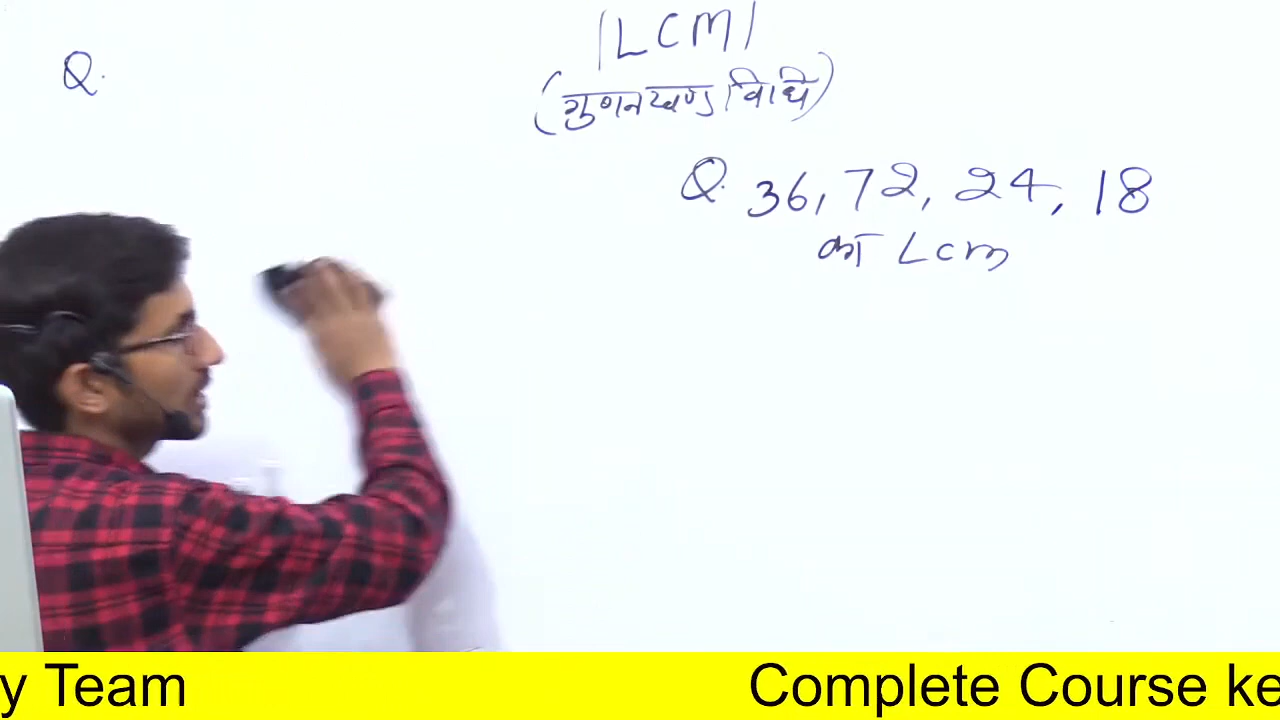 |LCM|
(गुणनखण्ड विधि)
Q.
Q. 36, 72, 24, 18
का Lcm
y Team Complete Course ke